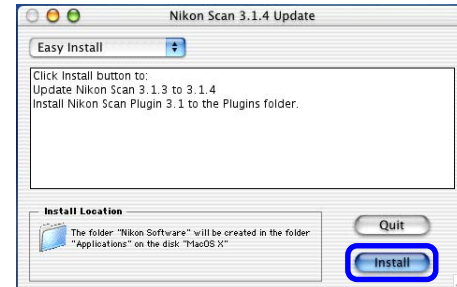 Nikon Scan 3.1.4 Update
Easy Install
Click Install button to:
Update Nikon Scan 3.1.3 to 3.1.4
Install Nikon Scan Plugin 3.1 to the Plugins folder.
Install Location
The folder "Nikon Software" will be created in the folder
"Applications" on the disk "MacOS X"
Quit
Install